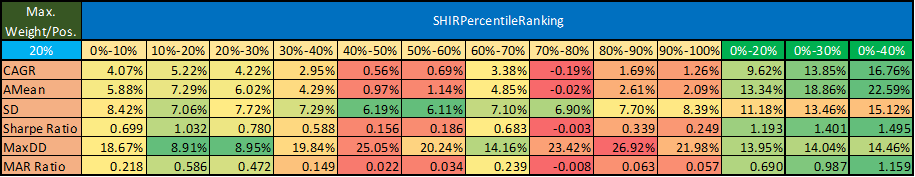 Max. Weight/Pos. SHIRPercentileRanking
20% 0%-10% 10%-20% 20%-30% 30%-40% 40%-50% 50%-60% 60%-70% 70%-80% 80%-90% 90%-100% 0%-20% 0%-30% 0%-40%
CAGR 4.07% 5.22% 4.22% 2.95% 0.56% 0.69% 3.38% -0.19% 1.69% 1.26% 9.62% 13.85% 16.76%
AMean 5.88% 7.29% 6.02% 4.29% 0.97% 1.14% 4.85% -0.02% 2.61% 2.09% 13.34% 18.86% 22.59%
SD 8.42% 7.06% 7.72% 7.29% 6.19% 6.11% 7.10% 6.90% 7.70% 8.39% 11.18% 13.46% 15.12%
Sharpe Ratio 0.699 1.032 0.780 0.588 0.156 0.186 0.683 -0.003 0.339 0.249 1.193 1.401 1.495
MaxDD 18.67% 8.91% 8.95% 19.84% 25.05% 20.24% 14.16% 23.42% 26.92% 21.98% 13.95% 14.04% 14.46%
MAR Ratio 0.218 0.586 0.472 0.149 0.022 0.034 0.239 -0.008 0.063 0.057 0.690 0.987 1.159